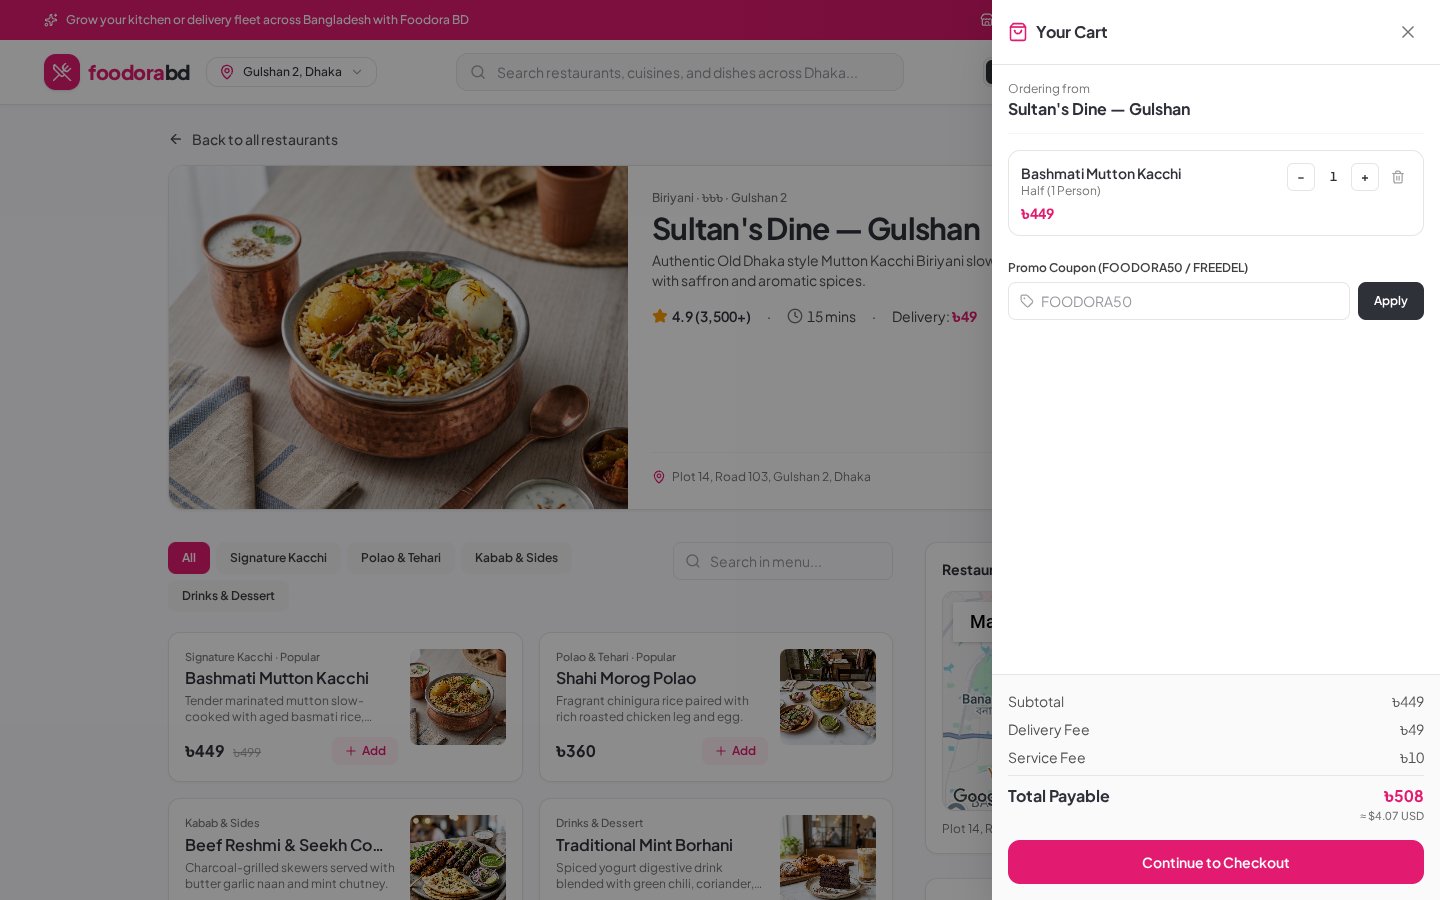 Grow your kitchen or delivery fleet across Bangladesh with Foodora BD
foodorabd
Gulshan 2, Dhaka
Search restaurants, cuisines, and dishes across Dhaka...
Back to all restaurants
Biriyani · ৳৳৳ · Gulshan 2
Sultan's Dine — Gulshan
Authentic Old Dhaka style Mutton Kacchi Biriyani slow
with saffron and aromatic spices.
4.9 (3,500+) · 15 mins · Delivery: ৳49
Plot 14, Road 103, Gulshan 2, Dhaka
All
Signature Kacchi
Polao & Tehari
Kabab & Sides
Drinks & Dessert
Search in menu...
Signature Kacchi · Popular
Bashmati Mutton Kacchi
Tender marinated mutton slow-
cooked with aged basmati rice,...
৳449 ৳499
+ Add
Polao & Tehari · Popular
Shahi Morog Polao
Fragrant chinigura rice paired with
rich roasted chicken leg and egg.
৳360
+ Add
Kabab & Sides
Beef Reshmi & Seekh Co...
Charcoal-grilled skewers served with
butter garlic naan and mint chutney.
Drinks & Dessert
Traditional Mint Borhani
Spiced yogurt digestive drink
blended with green chili, coriander,...
Restaur
Ma
Bana
Goog
Plot 14, R
Your Cart
Ordering from
Sultan's Dine — Gulshan
Bashmati Mutton Kacchi
Half (1 Person)
৳449
- 1 +
Promo Coupon (FOODORA50 / FREEDEL)
FOODORA50
Apply
Subtotal ৳449
Delivery Fee ৳49
Service Fee ৳10
Total Payable ৳508
≈ $4.07 USD
Continue to Checkout